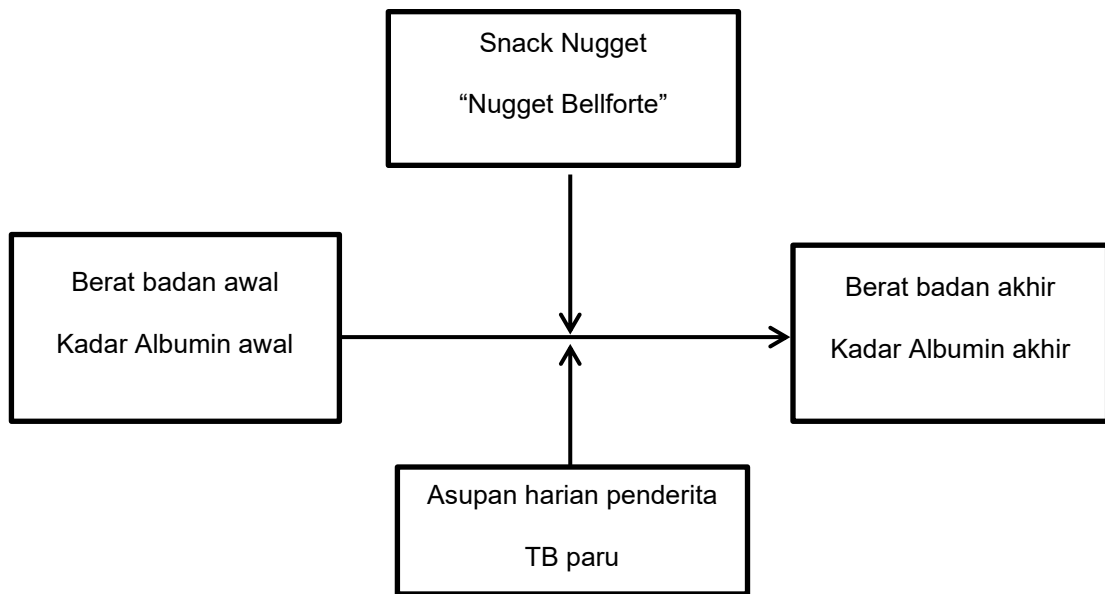 Snack Nugget
“Nugget Bellforte”
Berat badan awal
Kadar Albumin awal
Berat badan akhir
Kadar Albumin akhir
Asupan harian penderita
TB paru